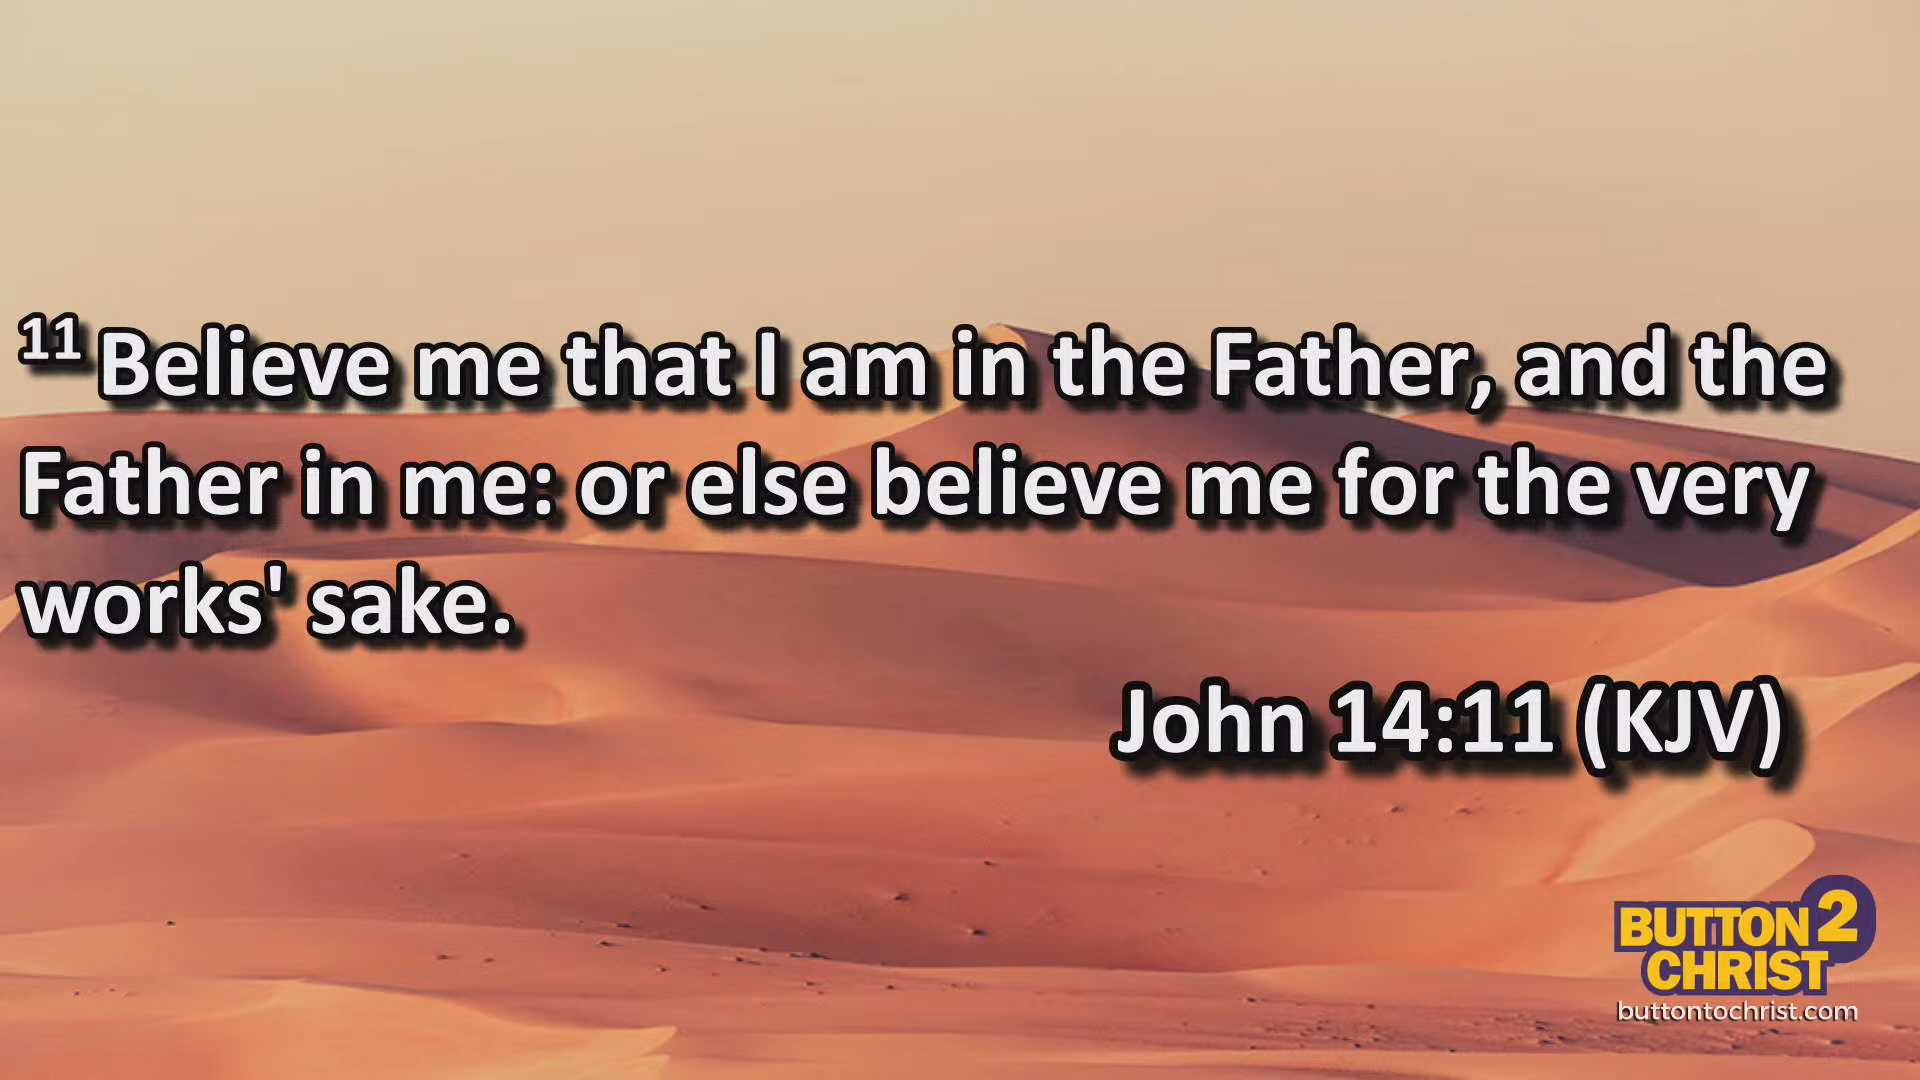 11 Believe me that I am in the Father, and the
Father in me: or else believe me for the very
works' sake.
John 14:11 (KJV)
BUTTON 2
CHRIST
buttontochrist.com